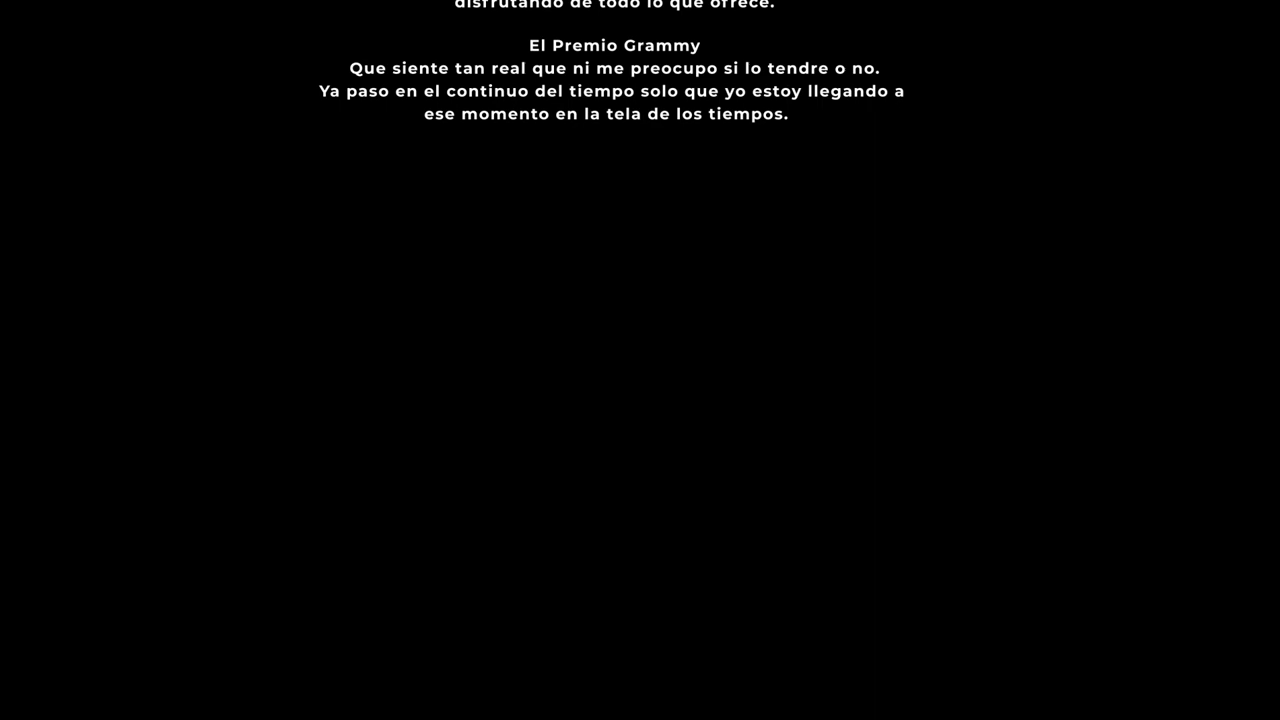 disfrutando de todo lo que ofrece.
El Premio Grammy
Que siente tan real que ni me preocupo si lo tendre o no.
Ya paso en el continuo del tiempo solo que yo estoy llegando a
ese momento en la tela de los tiempos.